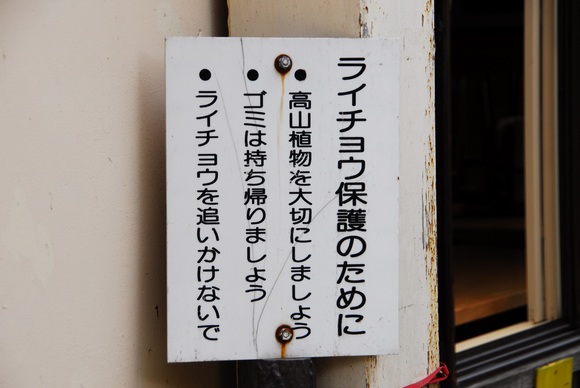 ライチョウ保護のために
●高山植物を大切にしましょう
●ゴミは持ち帰りましょう
●ライチョウを追いかけないで